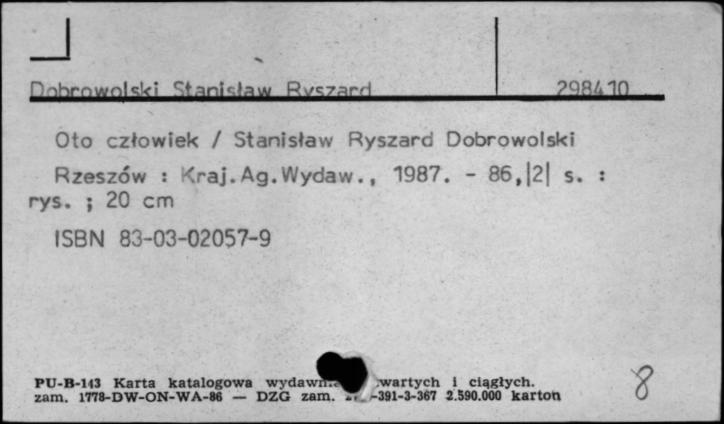 Dobrowolski Stanisław Ryszard 298410
Oto człowiek / Stanisław Ryszard Dobrowolski
Rzeszów : Kraj.Ag.Wydaw., 1987. - 86,|2| s. :
rys. ; 20 cm
ISBN 83-03-02057-9
PU-B-143 Karta katalogowa i ciągłych.
zam. 1778-DW-ON-WA-86 — DZG zam. -391-3-367 2.590.000 karton
8